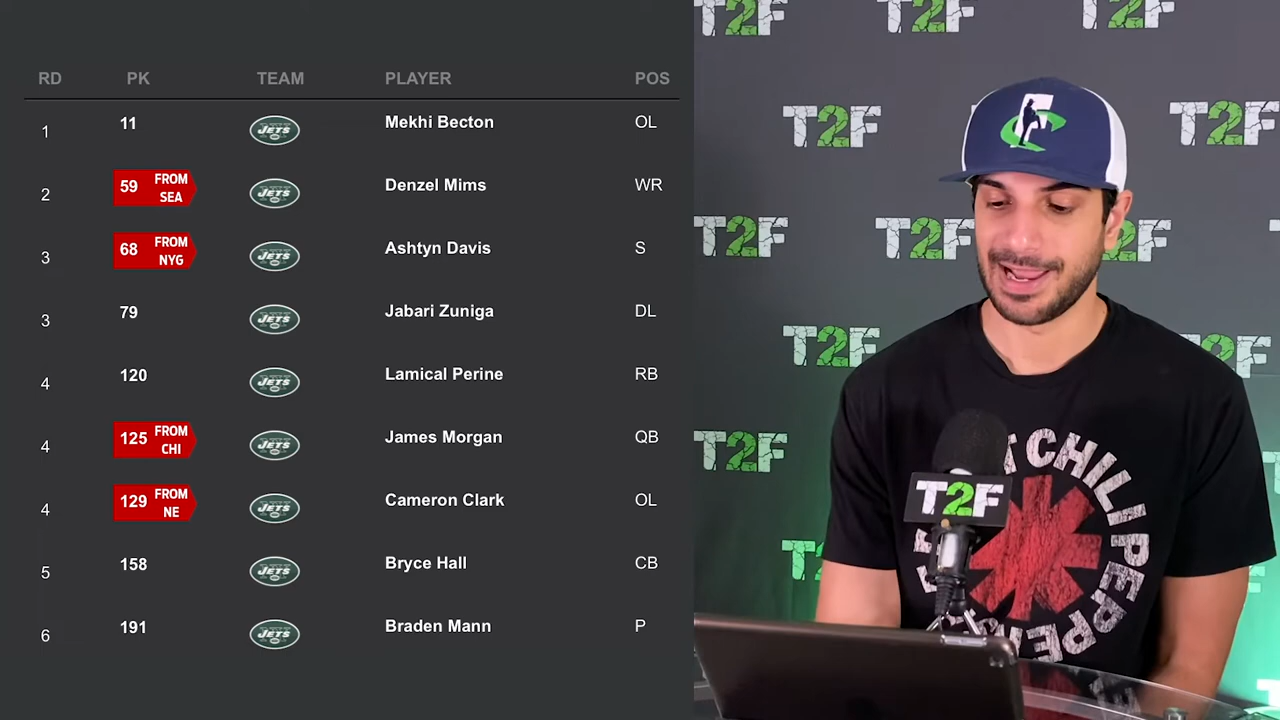 RD PK TEAM PLAYER POS
1 11 JETS Mekhi Becton OL
2 59 FROM SEA JETS Denzel Mims WR
3 68 FROM NYG JETS Ashtyn Davis S
3 79 JETS Jabari Zuniga DL
4 120 JETS Lamical Perine RB
4 125 FROM CHI JETS James Morgan QB
4 129 FROM NE JETS Cameron Clark OL
5 158 JETS Bryce Hall CB
6 191 JETS Braden Mann P
T2F T2F T2F
T2F T2F
T2F T2F T2F
T2F T2F
T2F
T2F
T2F
CHILI PEPPERS